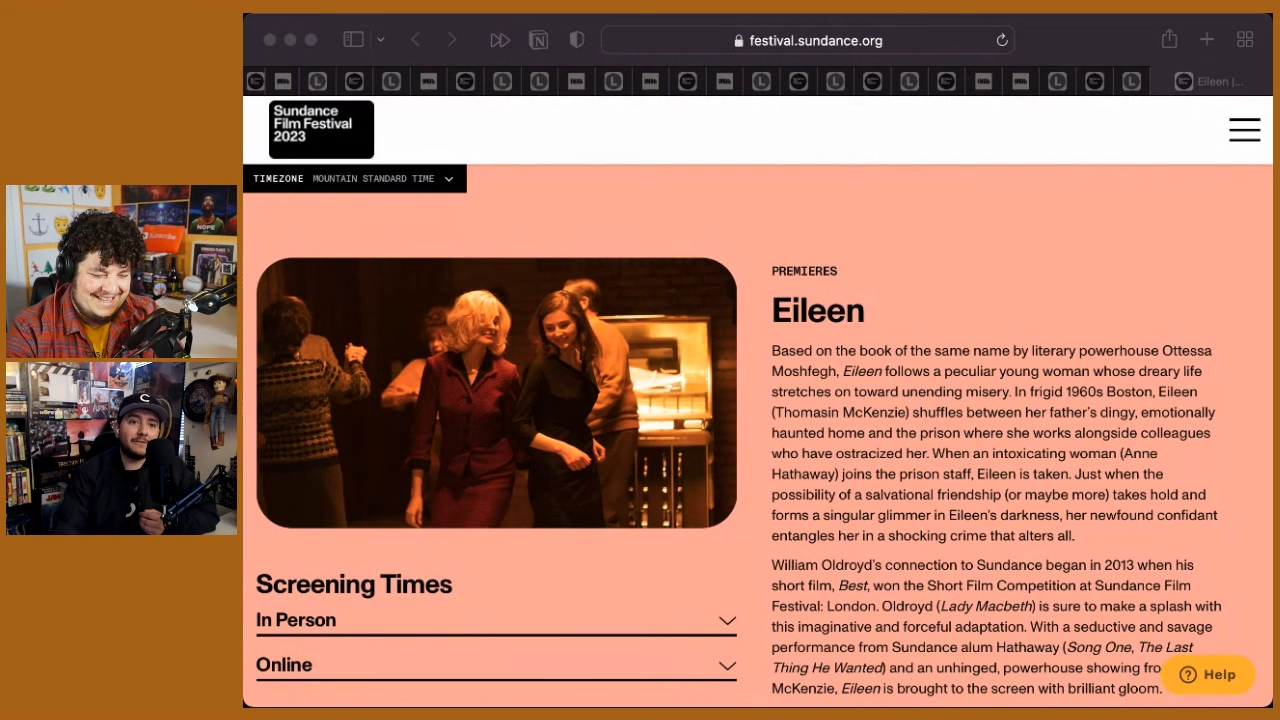 festival.sundance.org
Eileen |...
Sundance
Film Festival
2023
TIMEZONE MOUNTAIN STANDARD TIME
PREMIERES
Eileen
Based on the book of the same name by literary powerhouse Ottessa
Moshfegh, Eileen follows a peculiar young woman whose dreary life
stretches on toward unending misery. In frigid 1960s Boston, Eileen
(Thomasin McKenzie) shuffles between her father's dingy, emotionally
haunted home and the prison where she works alongside colleagues
who have ostracized her. When an intoxicating woman (Anne
Hathaway) joins the prison staff, Eileen is taken. Just when the
possibility of a salvational friendship (or maybe more) takes hold and
forms a singular glimmer in Eileen's darkness, her newfound confidant
entangles her in a shocking crime that alters all.
William Oldroyd's connection to Sundance began in 2013 when his
short film, Best, won the Short Film Competition at Sundance Film
Festival: London. Oldroyd (Lady Macbeth) is sure to make a splash with
this imaginative and forceful adaptation. With a seductive and savage
performance from Sundance alum Hathaway (Song One, The Last
Thing He Wanted) and an unhinged, powerhouse showing fro
McKenzie, Eileen is brought to the screen with brilliant gloom.
Screening Times
In Person
Online
Help
NOPE
Subscribe
JAWS
C